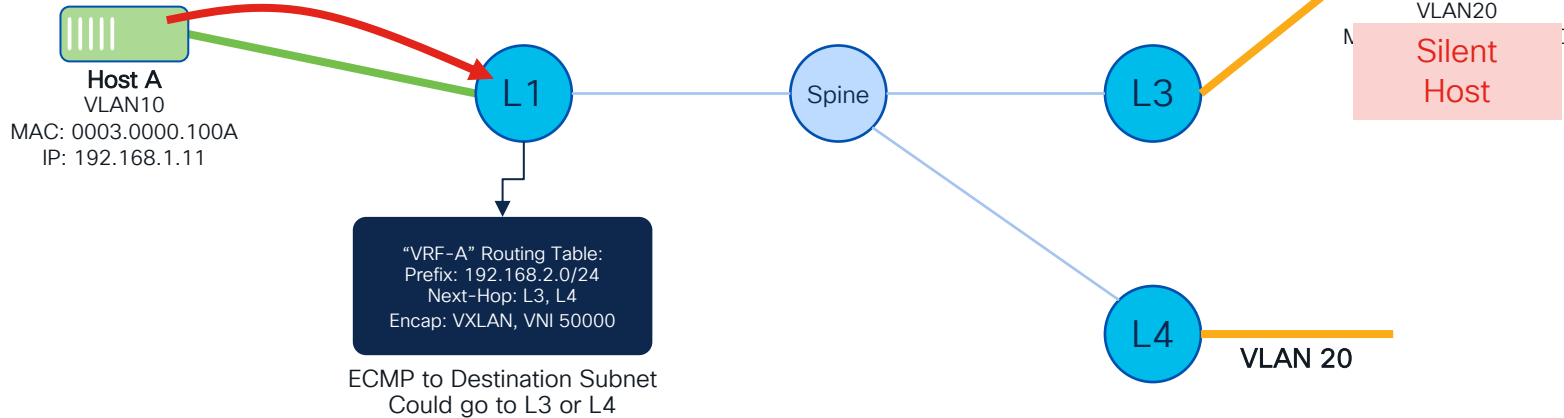 Host A
VLAN10
MAC: 0003.0000.100A
IP: 192.168.1.11
L1
Spine
L3
VLAN20
Silent
Host
“VRF-A” Routing Table:
Prefix: 192.168.2.0/24
Next-Hop: L3, L4
Encap: VXLAN, VNI 50000
ECMP to Destination Subnet
Could go to L3 or L4
L4
VLAN 20